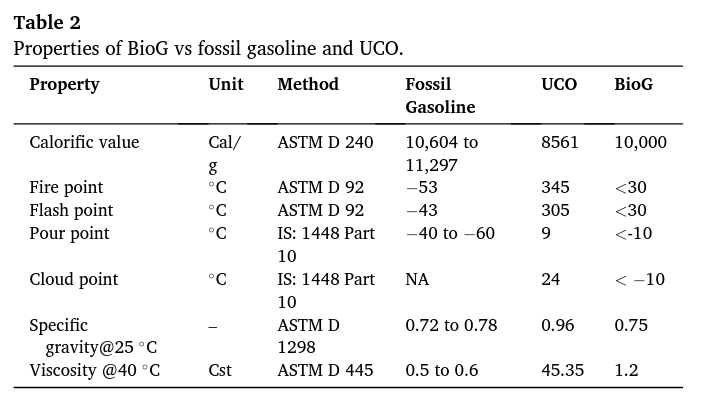 Table 2
Properties of BioG vs fossil gasoline and UCO.
Property Unit Method Fossil Gasoline UCO BioG
Calorific value Cal/g ASTM D 240 10,604 to 11,297 8561 10,000
Fire point °C ASTM D 92 −53 345 <30
Flash point °C ASTM D 92 −43 305 <30
Pour point °C IS: 1448 Part 10 −40 to −60 9 <-10
Cloud point °C IS: 1448 Part 10 NA 24 < −10
Specific gravity@25 °C – ASTM D 1298 0.72 to 0.78 0.96 0.75
Viscosity @40 °C Cst ASTM D 445 0.5 to 0.6 45.35 1.2